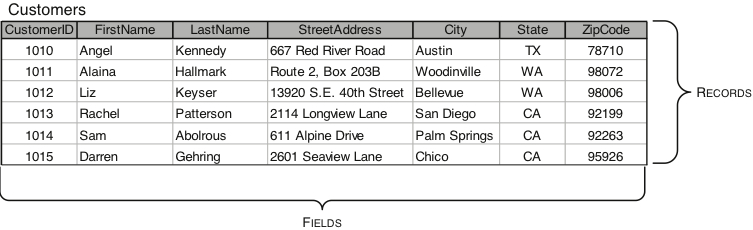 Customers
CustomerID FirstName LastName StreetAddress City State ZipCode
1010 Angel Kennedy 667 Red River Road Austin TX 78710
1011 Alaina Hallmark Route 2, Box 203B Woodinville WA 98072
1012 Liz Keyser 13920 S.E. 40th Street Bellevue WA 98006
1013 Rachel Patterson 2114 Longview Lane San Diego CA 92199
1014 Sam Abolrous 611 Alpine Drive Palm Springs CA 92263
1015 Darren Gehring 2601 Seaview Lane Chico CA 95926
RECORDS
FIELDS